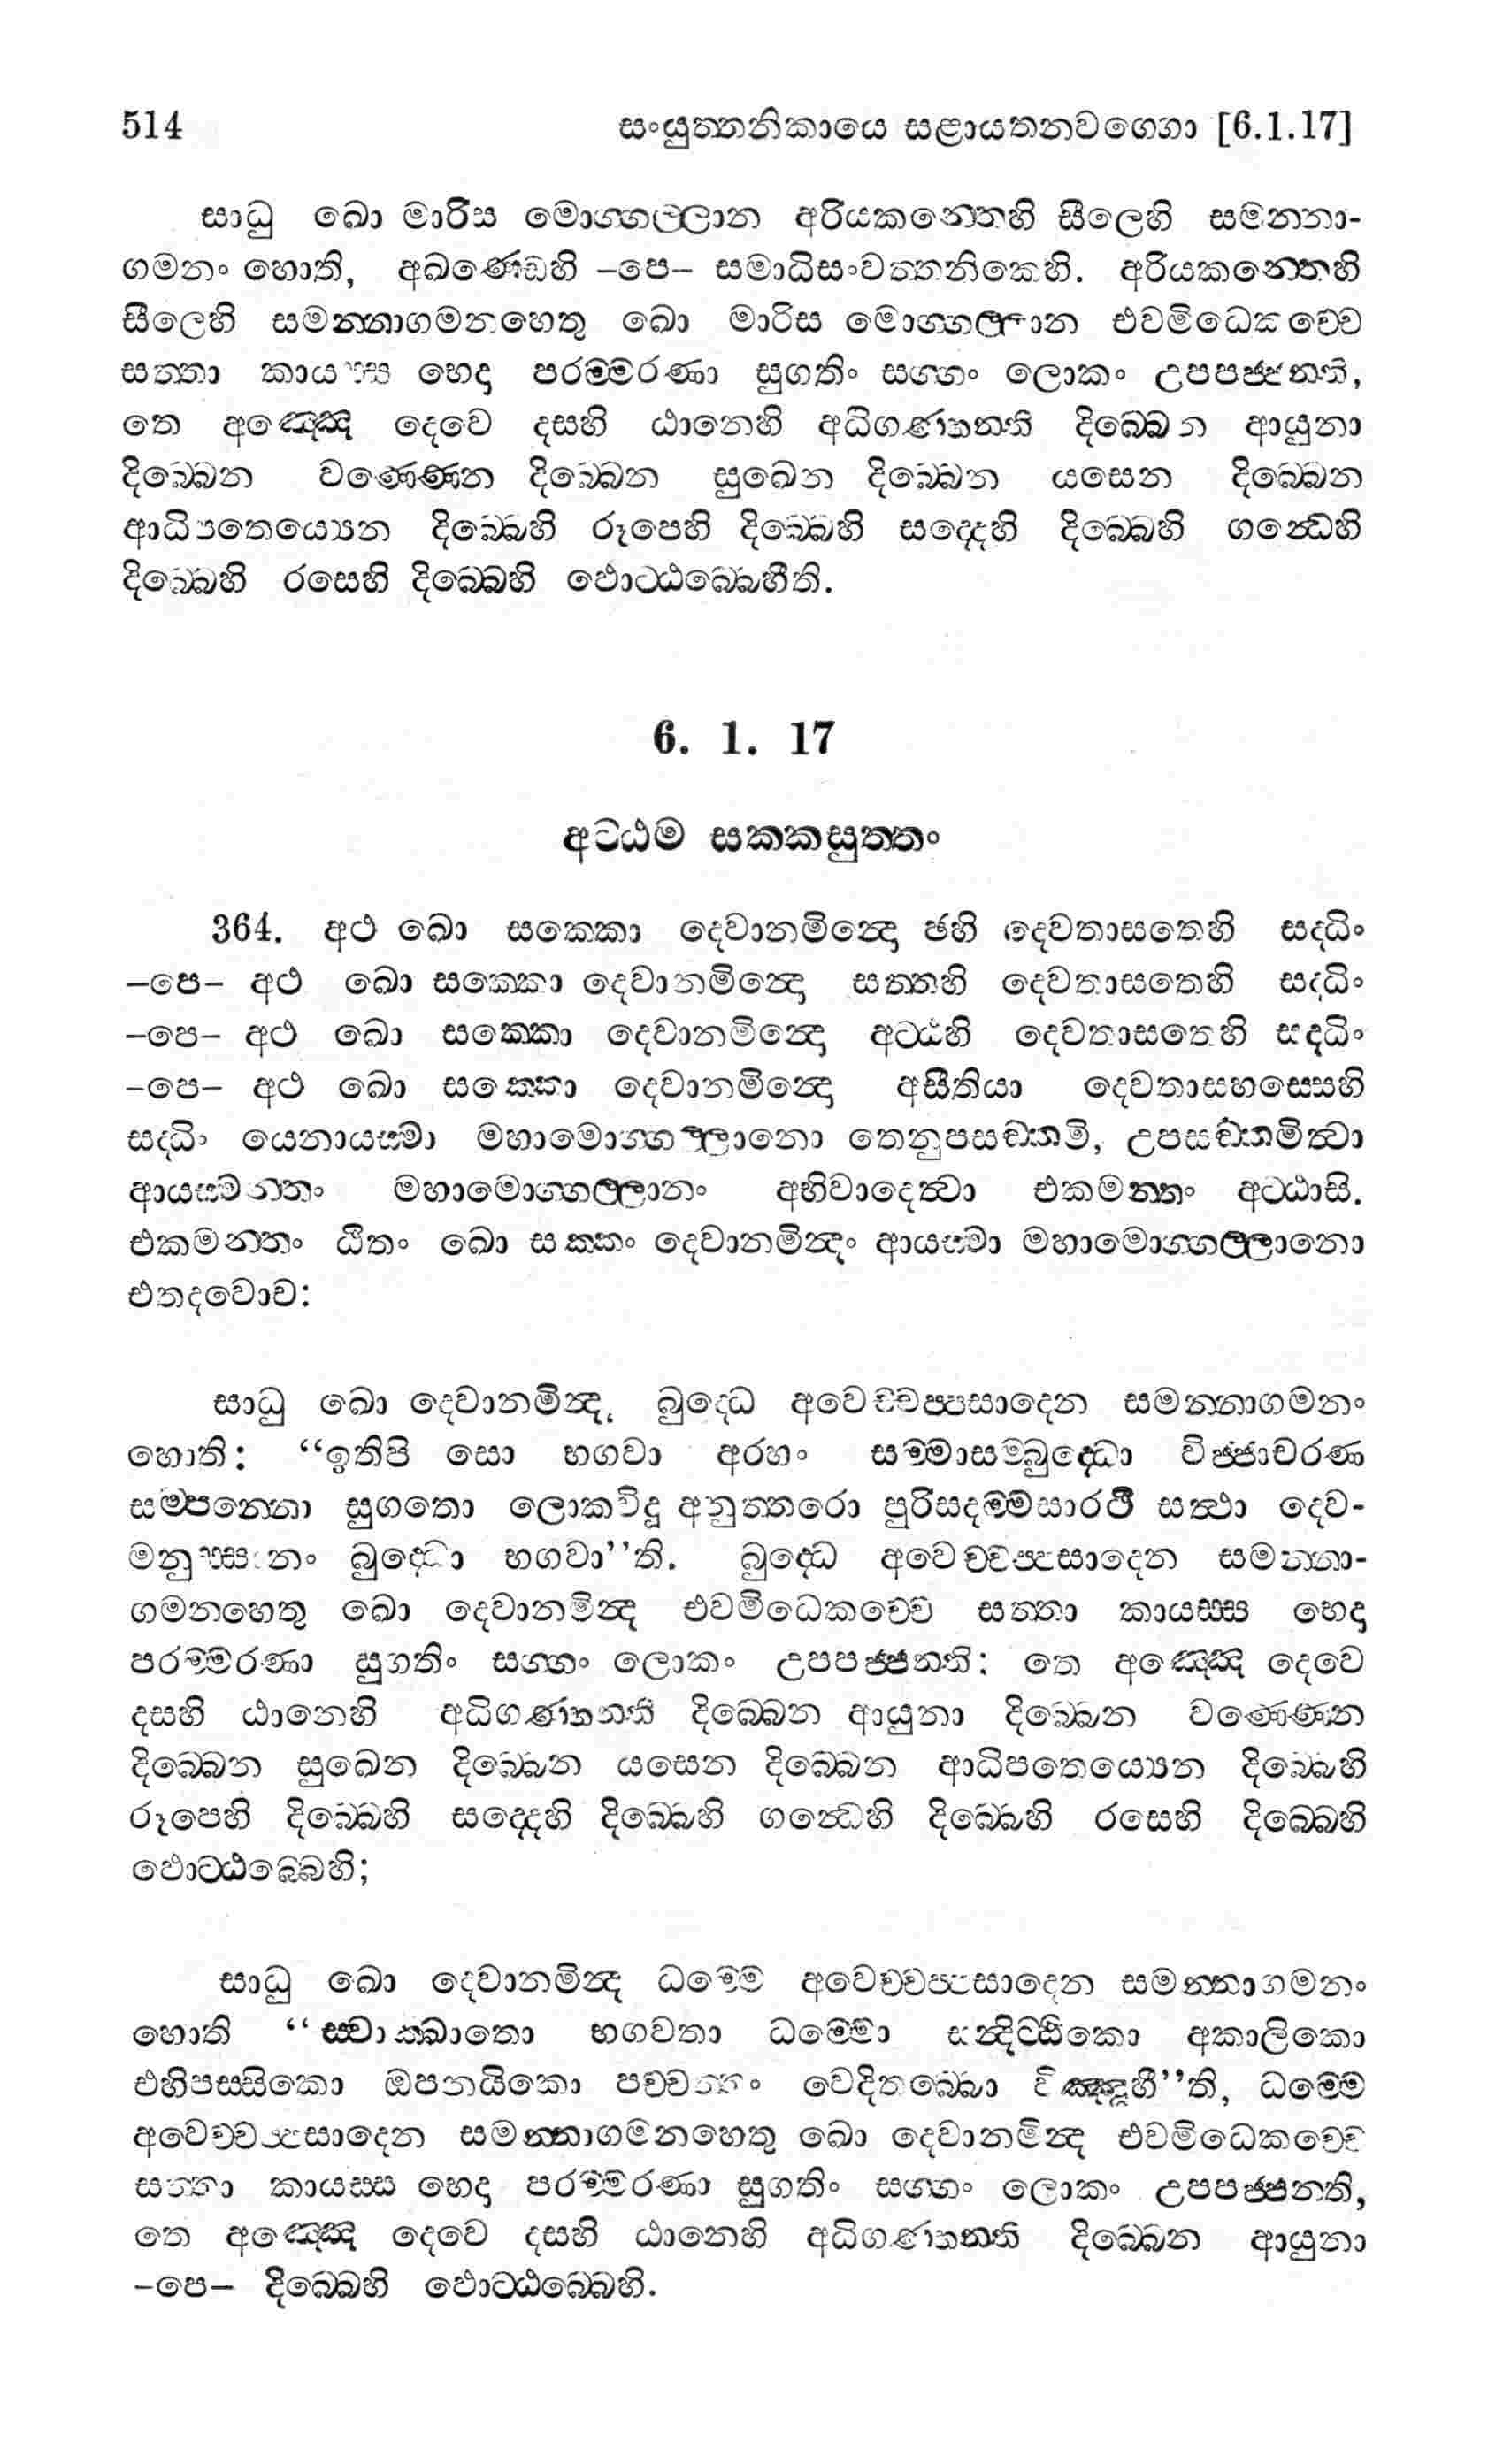 514 සංයුත්තනිකායෙ සළායතනවග්ගො [6.1.17]
සාධු ඛො මාරිස මොග්ගල්ලාන අරියකන්තෙහි සීලෙහි සමන්නා-
ගමනං හොති, අඛණ්ඩෙහි –පෙ– සමාධිසංවත්තනිකෙහි. අරියකන්තෙහි
සීලෙහි සමන්නාගමනහෙතු ඛො මාරිස මොග්ගල්ලාන එවමිධෙකච්චෙ
සත්තා කායස්ස භෙදා පරම්මරණා සුගතිං සග්ගං ලොකං උපපජ්ජන්ති,
තෙ අඤ්ඤෙ දෙවෙ දසහි ඨානෙහි අධිගණ්හන්ති දිබ්බෙන ආයුනා
දිබ්බෙන වණ්ණෙන දිබ්බෙන සුඛෙන දිබ්බෙන යසෙන දිබ්බෙන
ආධිපතෙය්‍යෙන දිබ්බෙහි රූපෙහි දිබ්බෙහි සද්දෙහි දිබ්බෙහි ගන්ධෙහි
දිබ්බෙහි රසෙහි දිබ්බෙහි ඵොට්ඨබ්බෙහීති.
6. 1. 17
අට්ඨම සක්කසුත්තං
364. අථ ඛො සක්කො දෙවානමින්දො ඡහි දෙවතාසතෙහි සද්ධිං
–පෙ– අථ ඛො සක්කො දෙවානමින්දො සත්තහි දෙවතාසතෙහි සද්ධිං
–පෙ– අථ ඛො සක්කො දෙවානමින්දො අට්ඨහි දෙවතාසතෙහි සද්ධිං
–පෙ– අථ ඛො සක්කො දෙවානමින්දො අසීතියා දෙවතාසහස්සෙහි
සද්ධිං යෙනායස්මා මහාමොග්ගල්ලානො තෙනුපසඞ්කමි, උපසඞ්කමිත්වා
ආයස්මන්තං මහාමොග්ගල්ලානං අභිවාදෙත්වා එකමන්තං අට්ඨාසි.
එකමන්තං ඨිතං ඛො සක්කං දෙවානමින්දං ආයස්මා මහාමොග්ගල්ලානො
එතදවොච:
සාධු ඛො දෙවානමින්ද, බුද්ධෙ අවෙච්චප්පසාදෙන සමන්නාගමනං
හොති: “ඉතිපි සො භගවා අරහං සම්මාසම්බුද්ධො විජ්ජාචරණ
සම්පන්නො සුගතො ලොකවිදූ අනුත්තරො පුරිසදම්මසාරථී සත්ථා දෙව-
මනුස්සානං බුද්ධො භගවා’’ති. බුද්ධෙ අවෙච්චප්පසාදෙන සමන්නා-
ගමනහෙතු ඛො දෙවානමින්ද එවමිධෙකච්චෙ සත්තා කායස්ස භෙදා
පරම්මරණා සුගතිං සග්ගං ලොකං උපපජ්ජන්ති: තෙ අඤ්ඤෙ දෙවෙ
දසහි ඨානෙහි අධිගණ්හන්ති දිබ්බෙන ආයුනා දිබ්බෙන වණ්ණෙන
දිබ්බෙන සුඛෙන දිබ්බෙන යසෙන දිබ්බෙන ආධිපතෙය්‍යෙන දිබ්බෙහි
රූපෙහි දිබ්බෙහි සද්දෙහි දිබ්බෙහි ගන්ධෙහි දිබ්බෙහි රසෙහි දිබ්බෙහි
ඵොට්ඨබ්බෙහි;
සාධු ඛො දෙවානමින්ද ධම්මෙ අවෙච්චප්පසාදෙන සමන්නාගමනං
හොති “ස්වාක්ඛාතො භගවතා ධම්මො සන්දිට්ඨිකො අකාලිකො
එහිපස්සිකො ඔපනයිකො පච්චත්තං වෙදිතබ්බො විඤ්ඤූහී’’ති, ධම්මෙ
අවෙච්චප්පසාදෙන සමන්නාගමනහෙතු ඛො දෙවානමින්ද එවමිධෙකච්චෙ
සත්තා කායස්ස භෙදා පරම්මරණා සුගතිං සග්ගං ලොකං උපපජ්ජන්ති,
තෙ අඤ්ඤෙ දෙවෙ දසහි ඨානෙහි අධිගණ්හන්ති දිබ්බෙන ආයුනා
–පෙ– දිබ්බෙහි ඵොට්ඨබ්බෙහි.